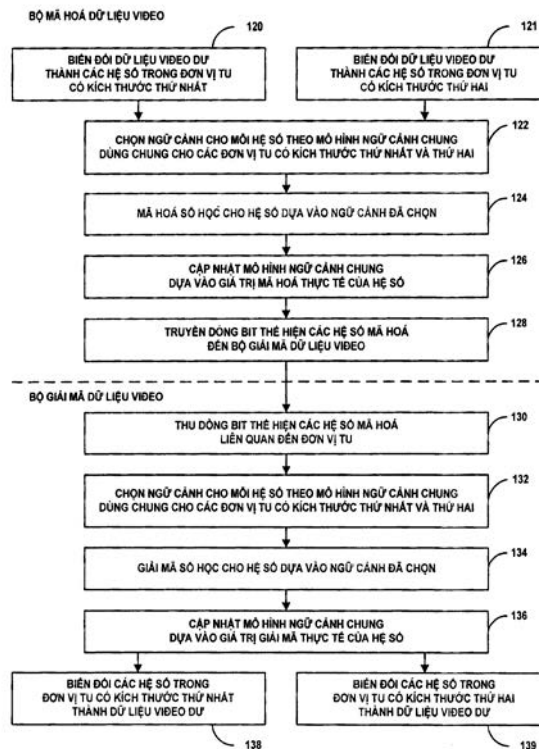 BỘ MÃ HOÁ DỮ LIỆU VIDEO
120
121
BIẾN ĐỔI DỮ LIỆU VIDEO DƯ
THÀNH CÁC HỆ SỐ TRONG ĐƠN VỊ TU
CÓ KÍCH THƯỚC THỨ NHẤT
BIẾN ĐỔI DỮ LIỆU VIDEO DƯ
THÀNH CÁC HỆ SỐ TRONG ĐƠN VỊ TU
CÓ KÍCH THƯỚC THỨ HAI
122
CHỌN NGỮ CẢNH CHO MỖI HỆ SỐ THEO MÔ HÌNH NGỮ CẢNH CHUNG
DÙNG CHUNG CHO CÁC ĐƠN VỊ TU CÓ KÍCH THƯỚC THỨ NHẤT VÀ THỨ HAI
124
MÃ HOÁ SỐ HỌC CHO HỆ SỐ DỰA VÀO NGỮ CẢNH ĐÃ CHỌN
126
CẬP NHẬT MÔ HÌNH NGỮ CẢNH CHUNG
DỰA VÀO GIÁ TRỊ MÃ HOÁ THỰC TẾ CỦA HỆ SỐ
128
TRUYỀN DÒNG BIT THỂ HIỆN CÁC HỆ SỐ MÃ HOÁ
ĐẾN BỘ GIẢI MÃ DỮ LIỆU VIDEO
BỘ GIẢI MÃ DỮ LIỆU VIDEO
130
THU DÒNG BIT THỂ HIỆN CÁC HỆ SỐ MÃ HOÁ
LIÊN QUAN ĐẾN ĐƠN VỊ TU
132
CHỌN NGỮ CẢNH CHO MỖI HỆ SỐ THEO MÔ HÌNH NGỮ CẢNH CHUNG
DÙNG CHUNG CHO CÁC ĐƠN VỊ TU CÓ KÍCH THƯỚC THỨ NHẤT VÀ THỨ HAI
134
GIẢI MÃ SỐ HỌC CHO HỆ SỐ DỰA VÀO NGỮ CẢNH ĐÃ CHỌN
136
CẬP NHẬT MÔ HÌNH NGỮ CẢNH CHUNG
DỰA VÀO GIÁ TRỊ GIẢI MÃ THỰC TẾ CỦA HỆ SỐ
BIẾN ĐỔI CÁC HỆ SỐ TRONG
ĐƠN VỊ TU CÓ KÍCH THƯỚC THỨ NHẤT
THÀNH DỮ LIỆU VIDEO DƯ
BIẾN ĐỔI CÁC HỆ SỐ TRONG
ĐƠN VỊ TU CÓ KÍCH THƯỚC THỨ HAI
THÀNH DỮ LIỆU VIDEO DƯ
138
139